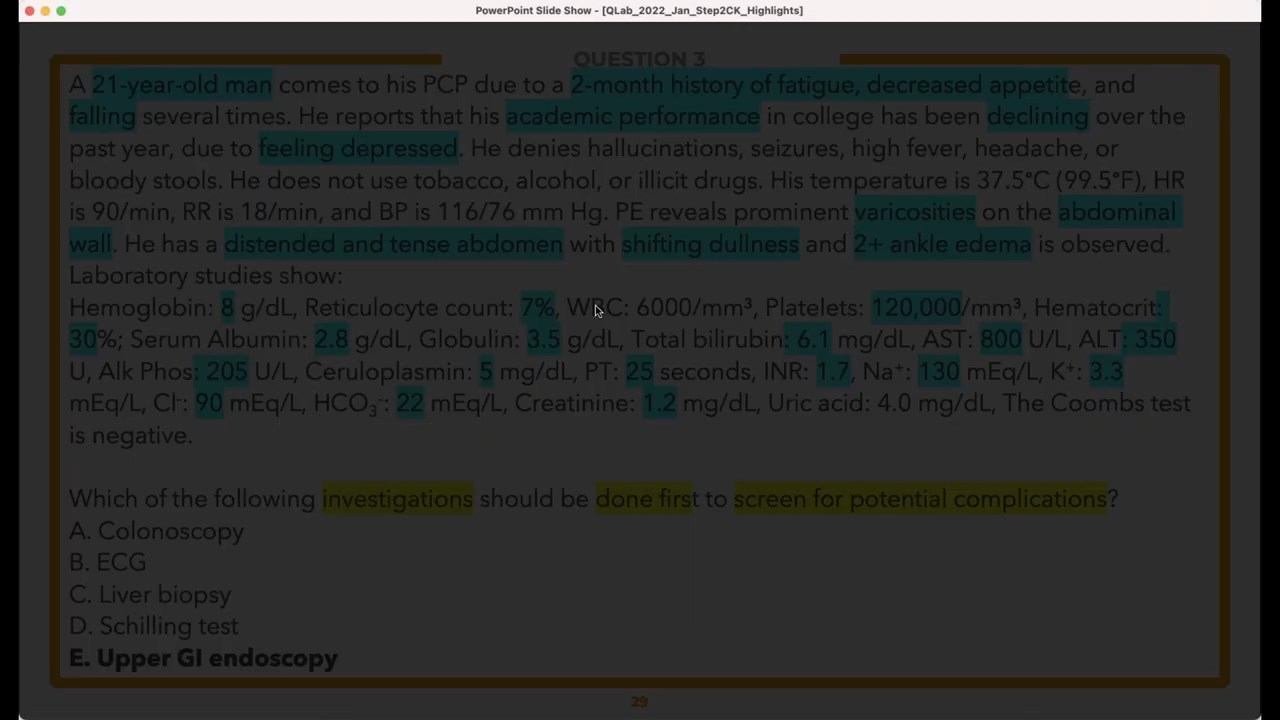 PowerPoint Slide Show - [QLab_2022_Jan_Step2CK_Highlights]
QUESTION 3
A 21-year-old man comes to his PCP due to a 2-month history of fatigue, decreased appetite, and
falling several times. He reports that his academic performance in college has been declining over the
past year, due to feeling depressed. He denies hallucinations, seizures, high fever, headache, or
bloody stools. He does not use tobacco, alcohol, or illicit drugs. His temperature is 37.5°C (99.5°F), HR
is 90/min, RR is 18/min, and BP is 116/76 mm Hg. PE reveals prominent varicosities on the abdominal
wall. He has a distended and tense abdomen with shifting dullness and 2+ ankle edema is observed.
Laboratory studies show:
Hemoglobin: 8 g/dL, Reticulocyte count: 7%, WBC: 6000/mm³, Platelets: 120,000/mm³, Hematocrit:
30%; Serum Albumin: 2.8 g/dL, Globulin: 3.5 g/dL, Total bilirubin: 6.1 mg/dL, AST: 800 U/L, ALT: 350
U, Alk Phos: 205 U/L, Ceruloplasmin: 5 mg/dL, PT: 25 seconds, INR: 1.7, Na⁺: 130 mEq/L, K⁺: 3.3
mEq/L, Cl⁻: 90 mEq/L, HCO₃⁻: 22 mEq/L, Creatinine: 1.2 mg/dL, Uric acid: 4.0 mg/dL, The Coombs test
is negative.
Which of the following investigations should be done first to screen for potential complications?
A. Colonoscopy
B. ECG
C. Liver biopsy
D. Schilling test
E. Upper GI endoscopy
29